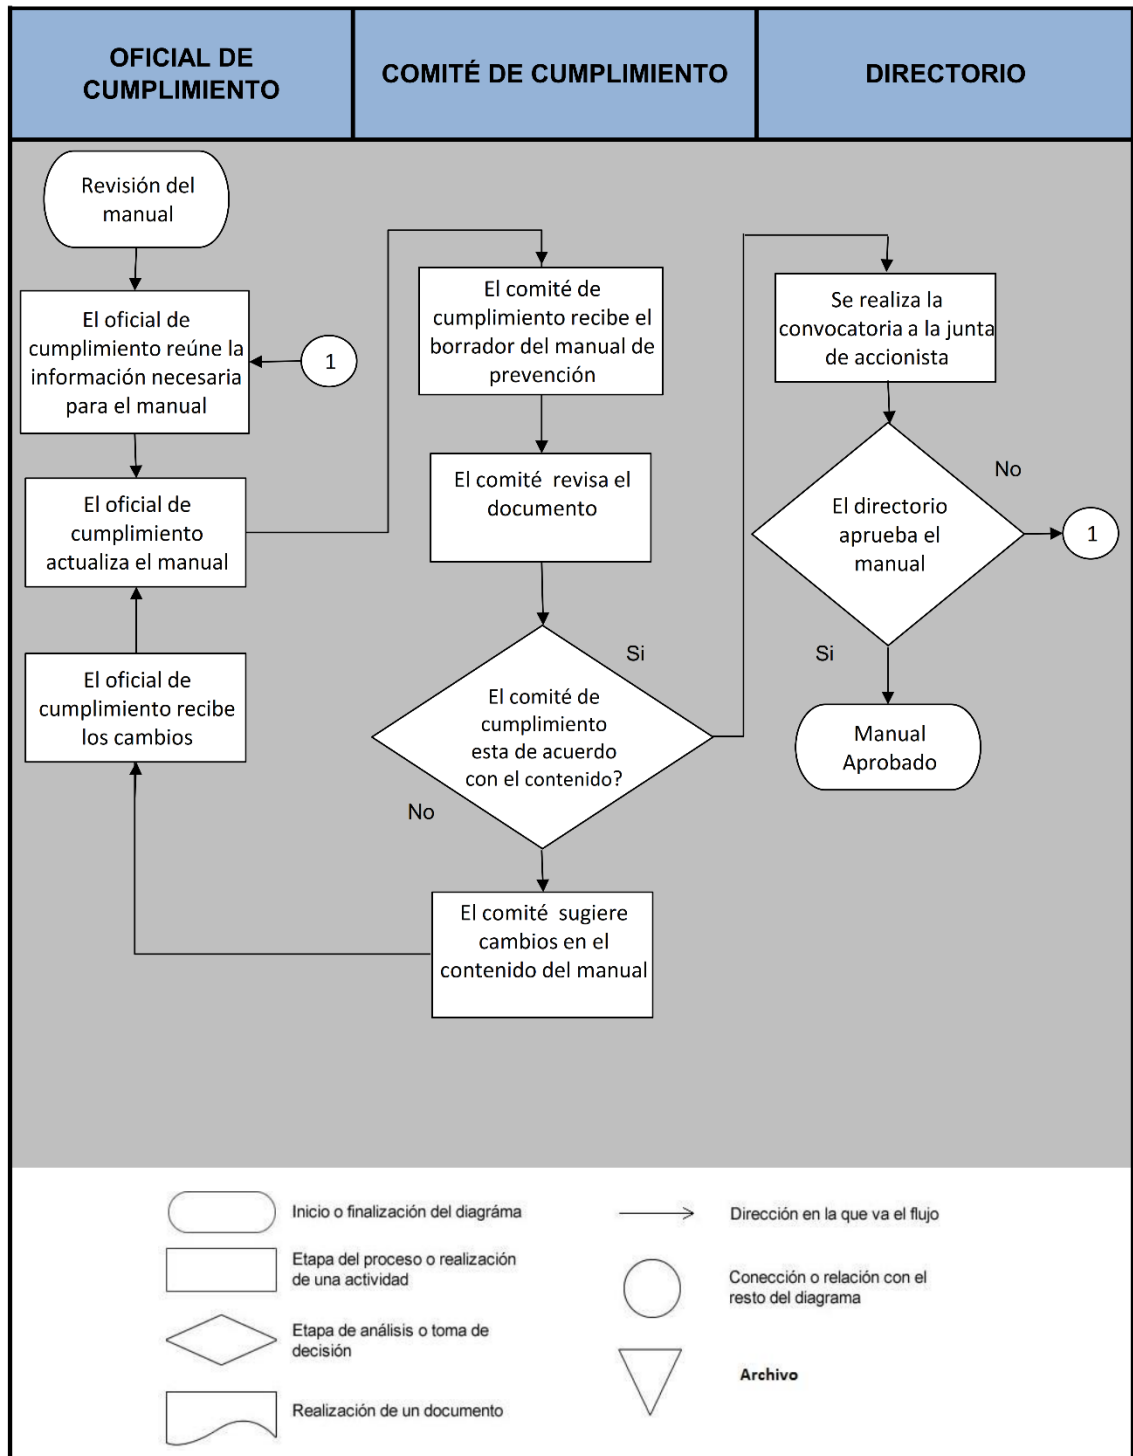 OFICIAL DE
CUMPLIMIENTO
COMITÉ DE CUMPLIMIENTO
DIRECTORIO
Revisión del
manual
El oficial de
cumplimiento reúne la
información necesaria
para el manual
1
El oficial de
cumplimiento
actualiza el manual
El oficial de
cumplimiento recibe
los cambios
El comité de
cumplimiento recibe el
borrador del manual de
prevención
El comité revisa el
documento
Si
El comité de
cumplimiento
esta de acuerdo
con el contenido?
No
El comité sugiere
cambios en el
contenido del manual
Se realiza la
convocatoria a la junta
de accionista
No
El directorio
aprueba el
manual
1
Si
Manual
Aprobado
Inicio o finalización del diagráma
Etapa del proceso o realización
de una actividad
Etapa de análisis o toma de
decisión
Realización de un documento
Dirección en la que va el flujo
Conección o relación con el
resto del diagrama
Archivo